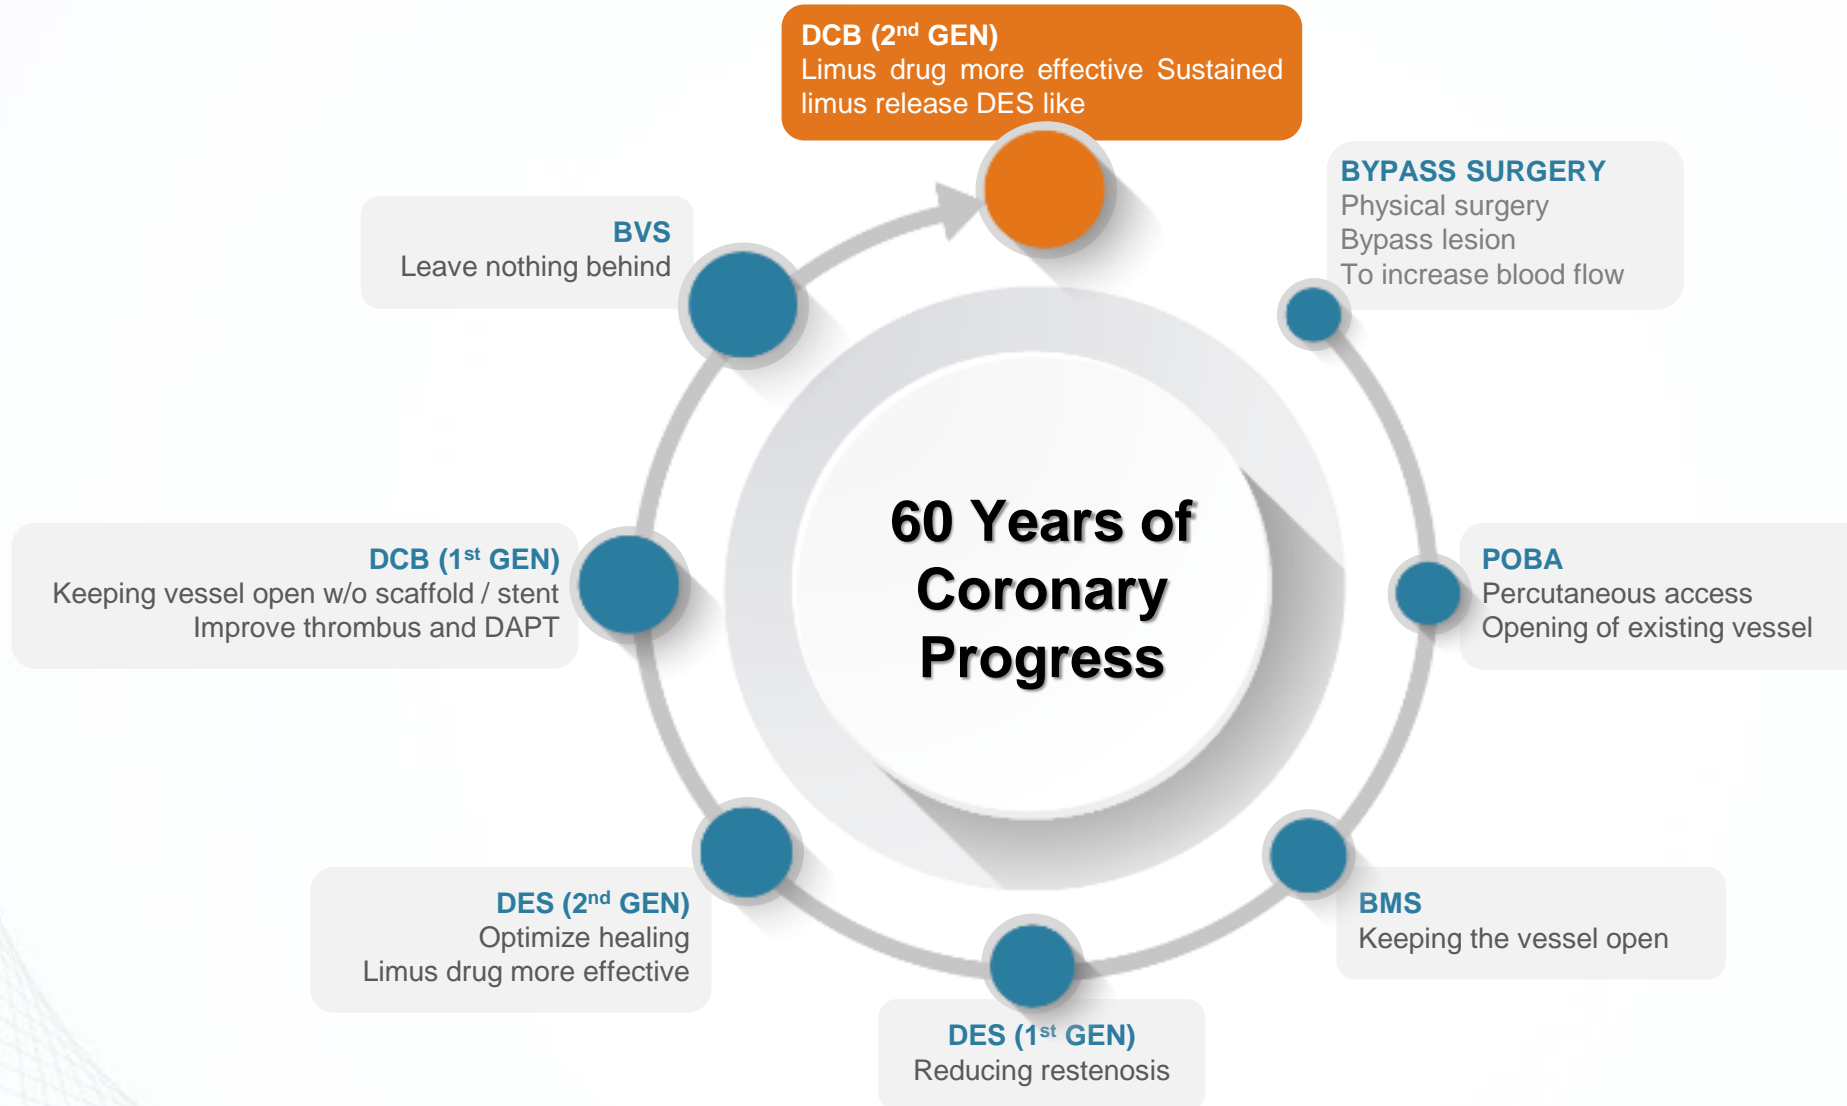 DCB (2nd GEN)
Limus drug more effective Sustained
limus release DES like
BYPASS SURGERY
Physical surgery
Bypass lesion
To increase blood flow
POBA
Percutaneous access
Opening of existing vessel
BMS
Keeping the vessel open
DES (1st GEN)
Reducing restenosis
DES (2nd GEN)
Optimize healing
Limus drug more effective
DCB (1st GEN)
Keeping vessel open w/o scaffold / stent
Improve thrombus and DAPT
BVS
Leave nothing behind
60 Years of
Coronary
Progress